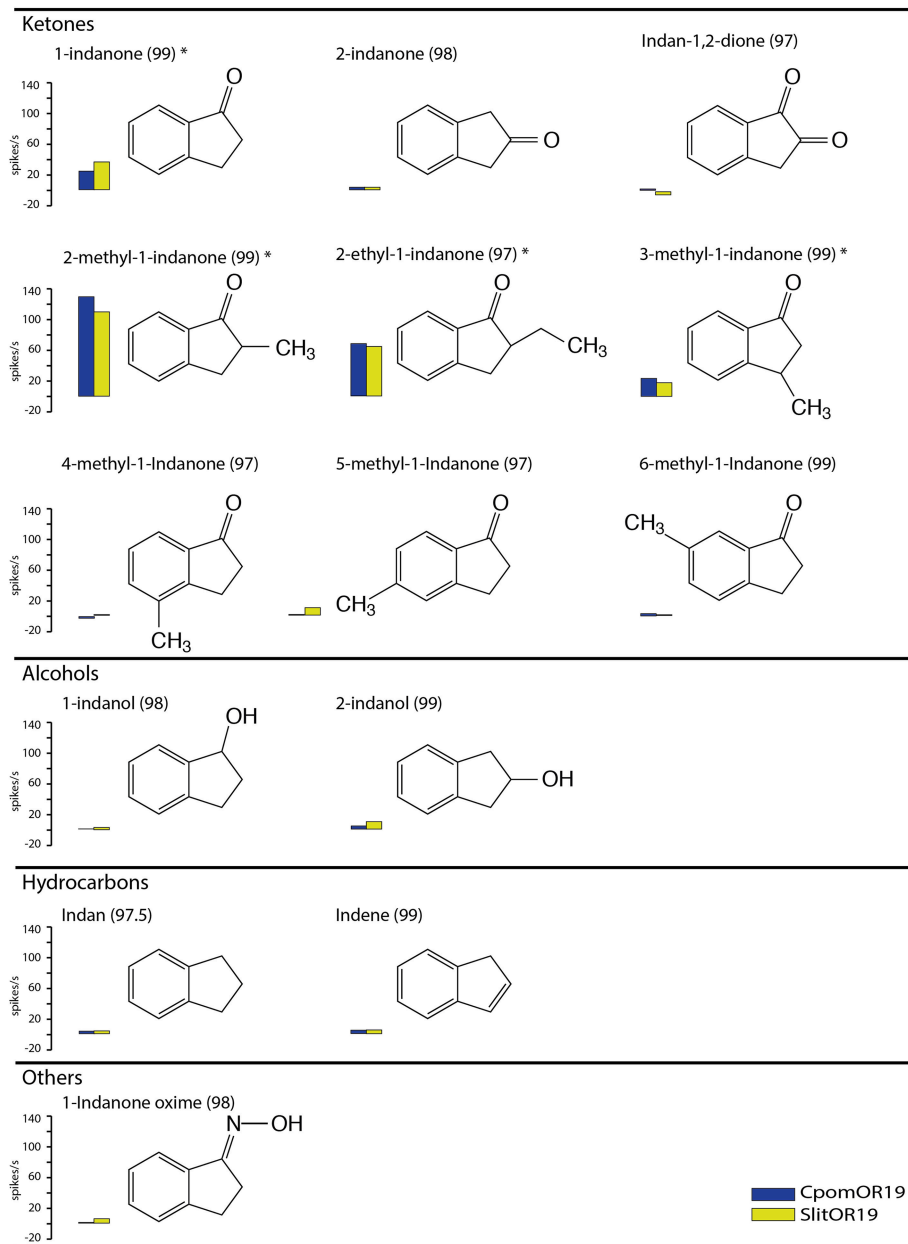 Ketones
1-indanone (99) *
2-indanone (98)
Indan-1,2-dione (97)
140
100
60
20
-20
spikes/s
O
O
O
O
2-methyl-1-indanone (99) *
2-ethyl-1-indanone (97) *
3-methyl-1-indanone (99) *
140
100
60
20
-20
spikes/s
O
CH3
O
CH3
O
CH3
4-methyl-1-Indanone (97)
5-methyl-1-Indanone (97)
6-methyl-1-Indanone (99)
140
100
60
20
-20
spikes/s
O
CH3
O
CH3
O
CH3
Alcohols
1-indanol (98)
2-indanol (99)
140
100
60
20
-20
spikes/s
OH
OH
Hydrocarbons
Indan (97.5)
Indene (99)
140
100
60
20
-20
spikes/s
Others
1-Indanone oxime (98)
140
100
60
20
-20
spikes/s
N
OH
CpomOR19
SlitOR19